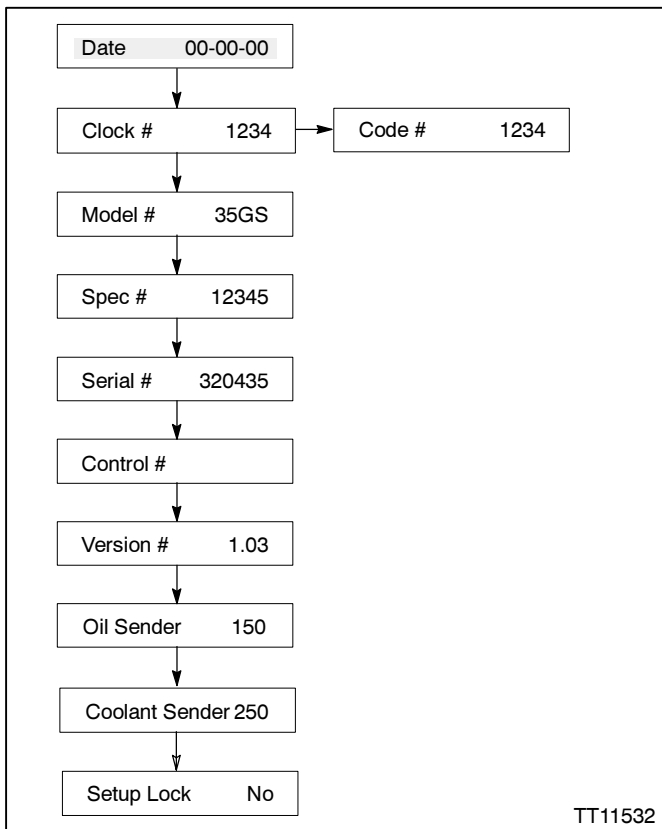 Date 00-00-00
Clock # 1234 Code # 1234
Model # 35GS
Spec # 12345
Serial # 320435
Control #
Version # 1.03
Oil Sender 150
Coolant Sender 250
Setup Lock No
TT11532